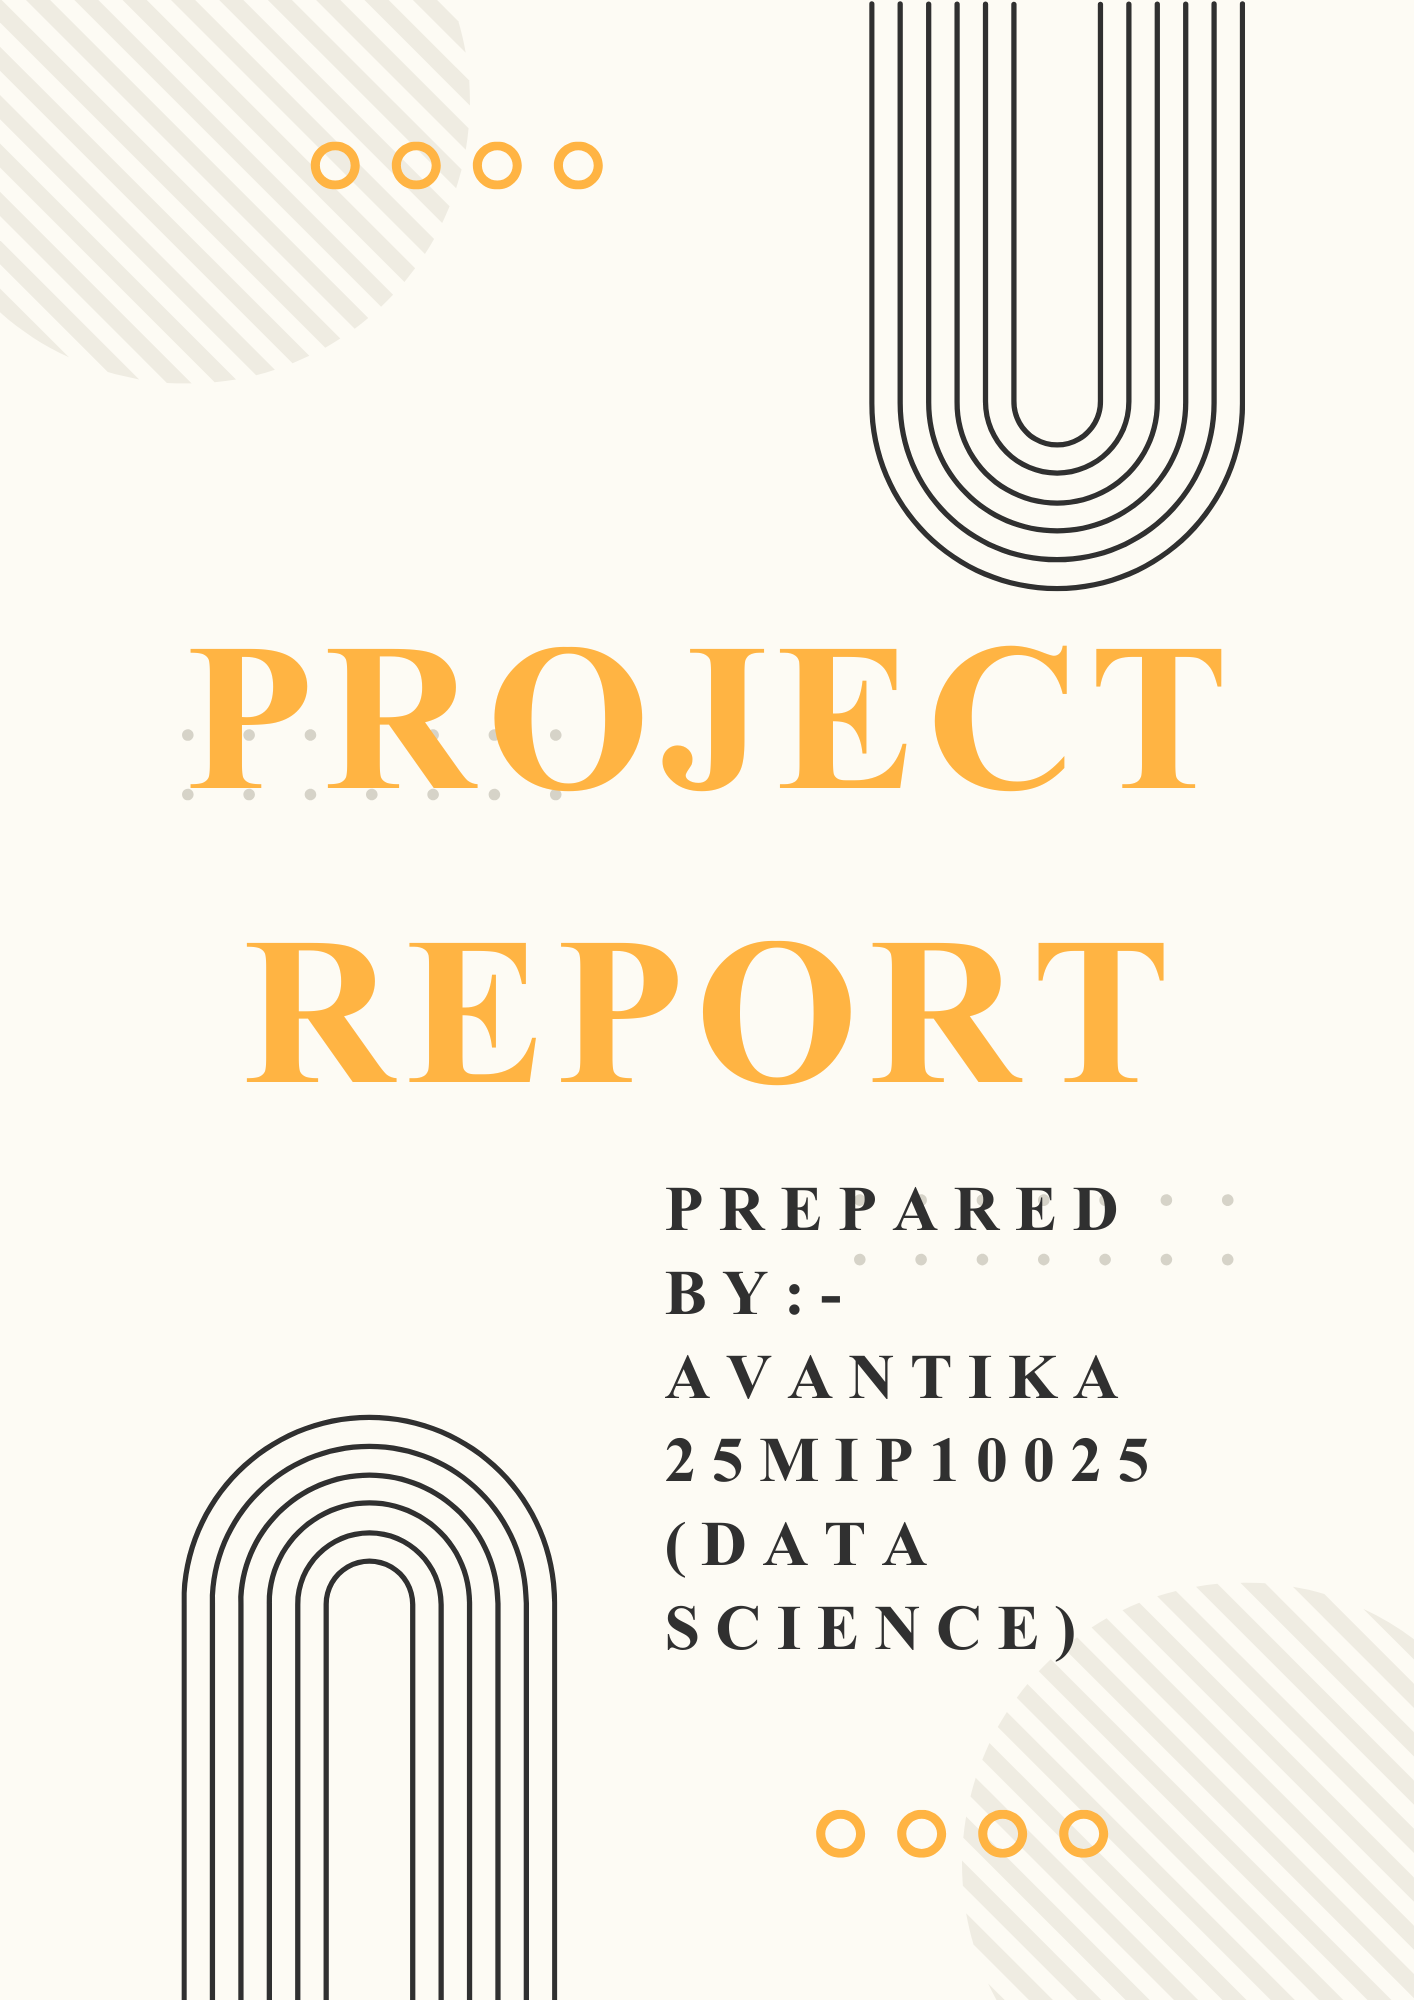 PROJECT
REPORT
PREPARED
BY:-
AVANTIKA
25MIP10025
(DATA
SCIENCE)